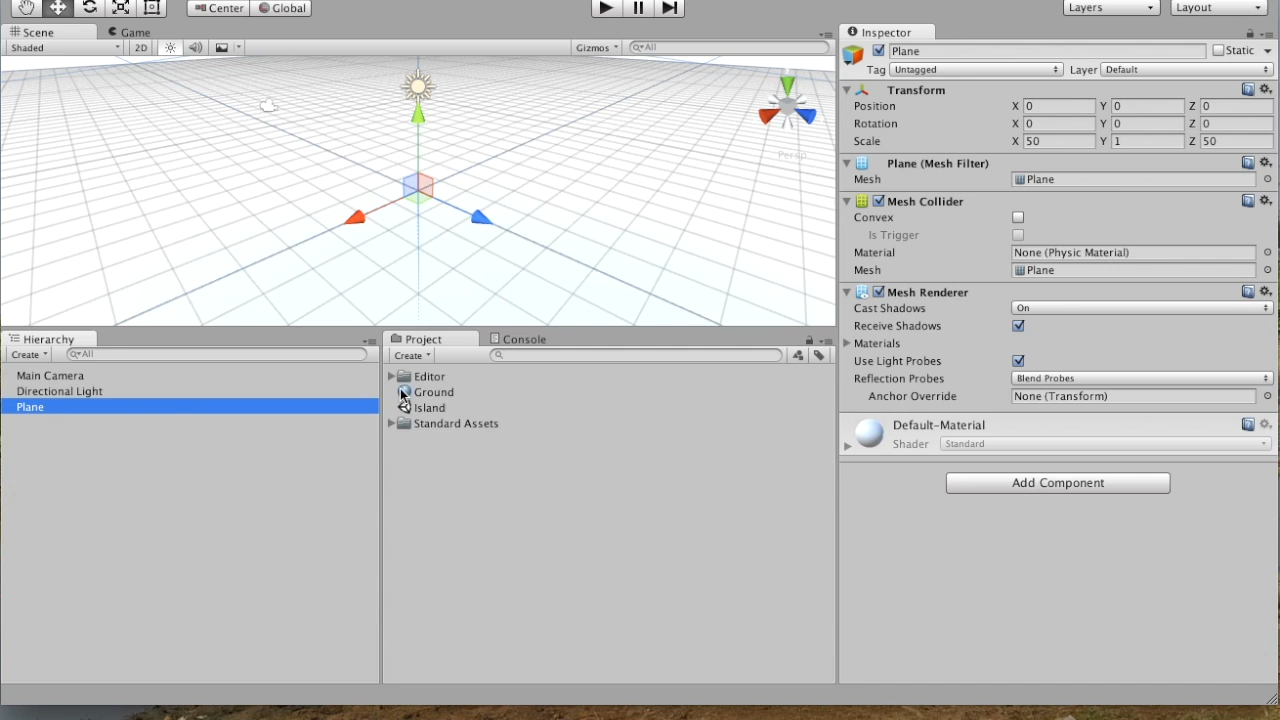 Center Global Layers Layout
Scene Game
Shaded 2D Gizmos All
Persp
Inspector
Plane Static
Tag Untagged Layer Default
Transform
Position X 0 Y 0 Z 0
Rotation X 0 Y 0 Z 0
Scale X 50 Y 1 Z 50
Plane (Mesh Filter)
Mesh Plane
Mesh Collider
Convex
Is Trigger
Material None (Physic Material)
Mesh Plane
Mesh Renderer
Cast Shadows On
Receive Shadows
Materials
Use Light Probes
Reflection Probes Blend Probes
Anchor Override None (Transform)
Default-Material
Shader Standard
Add Component
Hierarchy
Create All
Main Camera
Directional Light
Plane
Project Console
Create
Editor
Ground
Island
Standard Assets